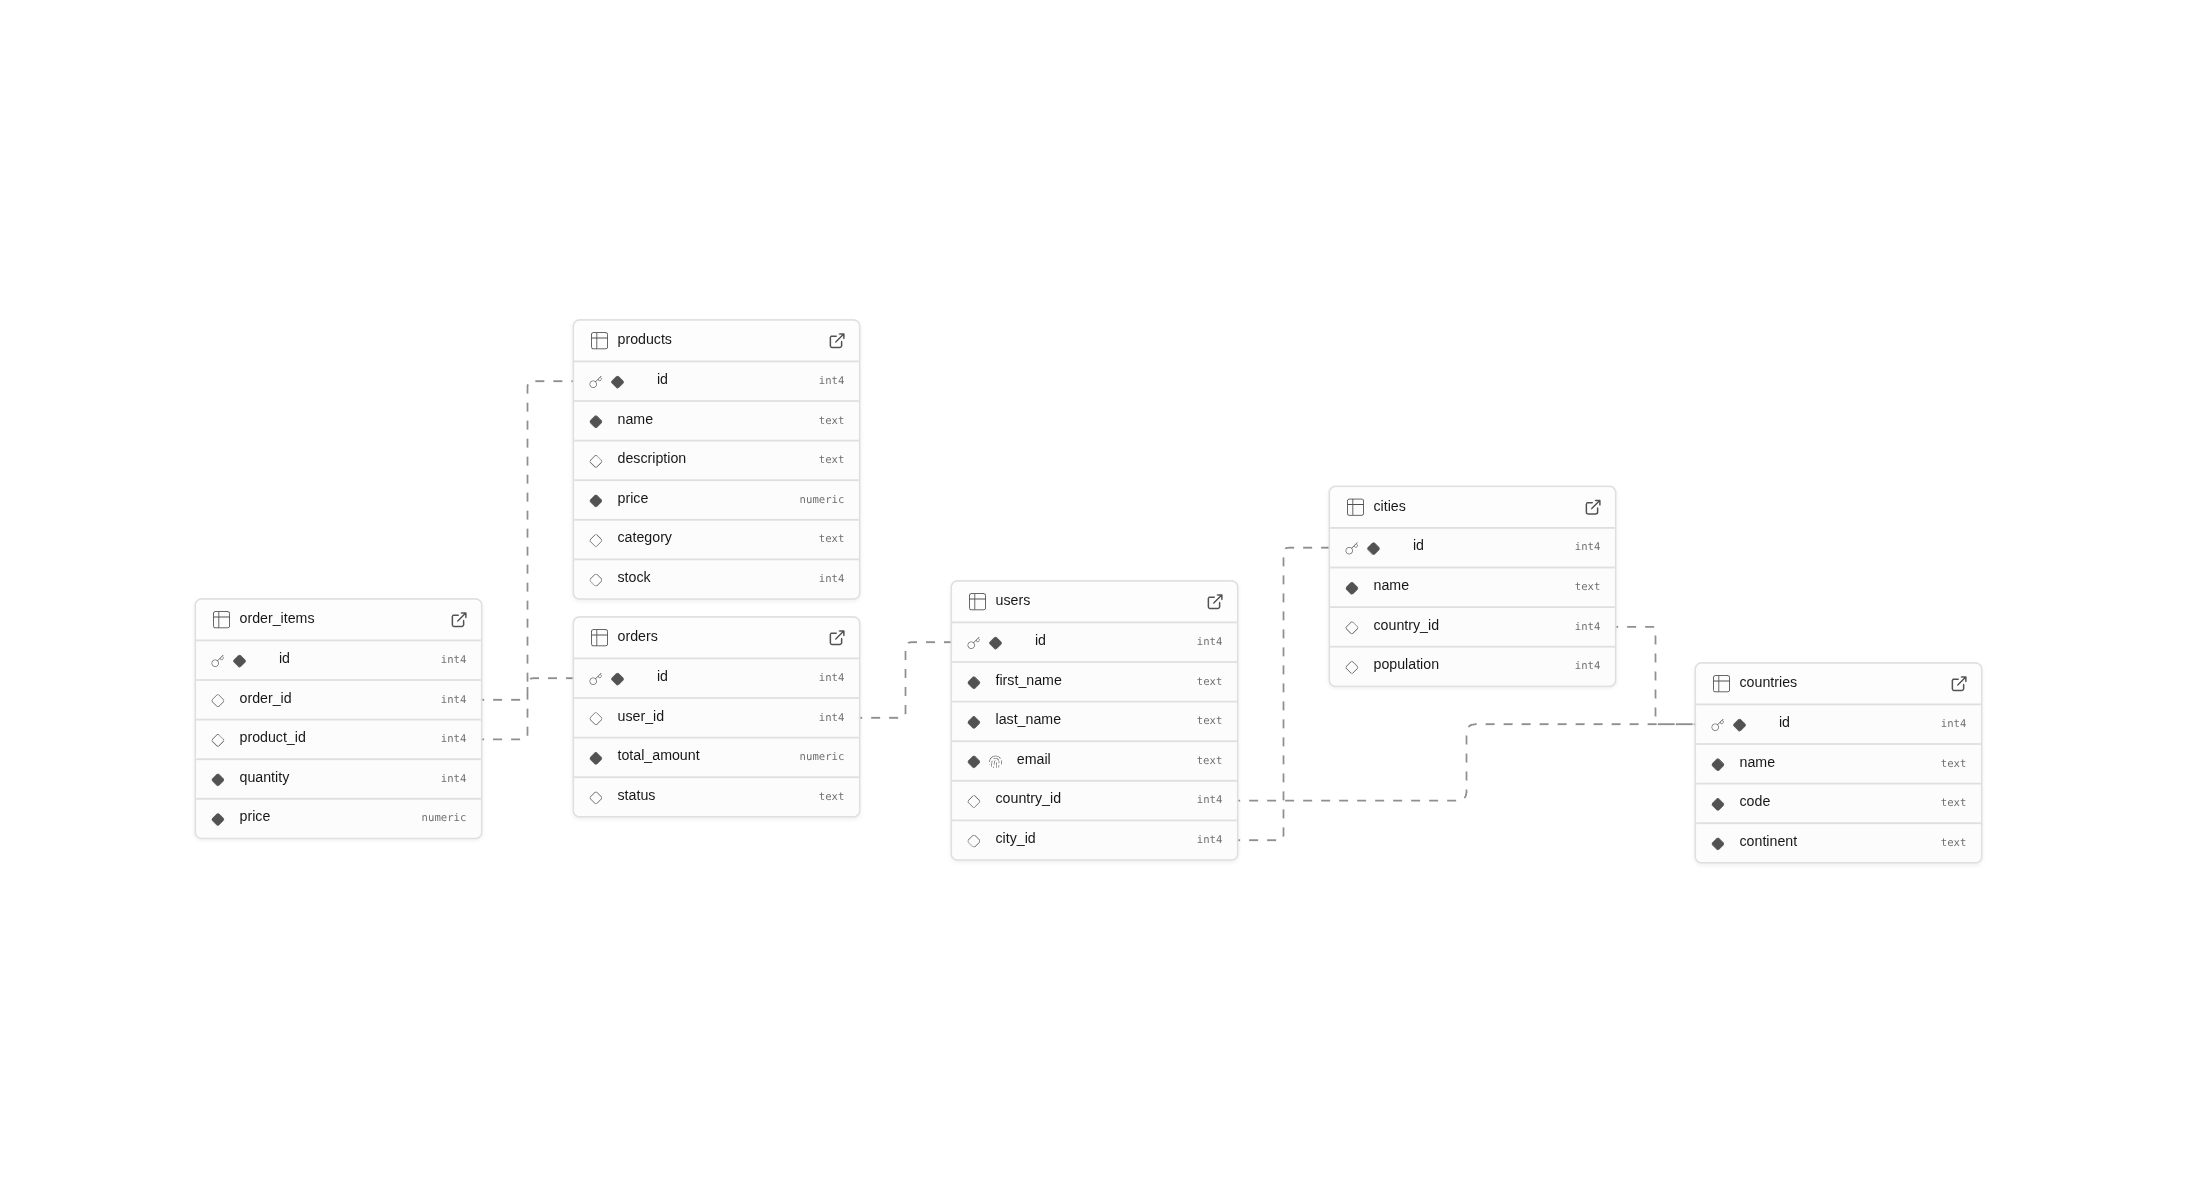 products
id int4
name text
description text
price numeric
category text
stock int4
order_items
id int4
order_id int4
product_id int4
quantity int4
price numeric
orders
id int4
user_id int4
total_amount numeric
status text
users
id int4
first_name text
last_name text
email text
country_id int4
city_id int4
cities
id int4
name text
country_id int4
population int4
countries
id int4
name text
code text
continent text